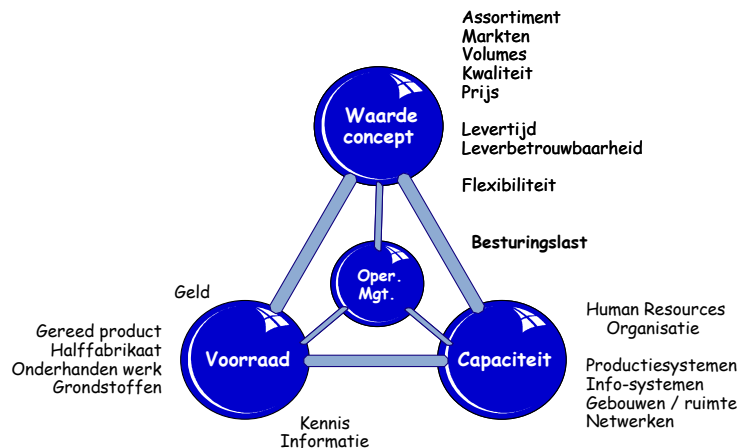 Assortiment
Markten
Volumes
Kwaliteit
Prijs
Levertijd
Leverbetrouwbaarheid
Flexibiliteit
Besturingslast
Waarde
concept
Oper.
Mgt.
Geld
Gereed product
Halffabrikaat
Onderhanden werk
Grondstoffen
Voorraad
Kennis
Informatie
Capaciteit
Human Resources
Organisatie
Productiesystemen
Info-systemen
Gebouwen / ruimte
Netwerken